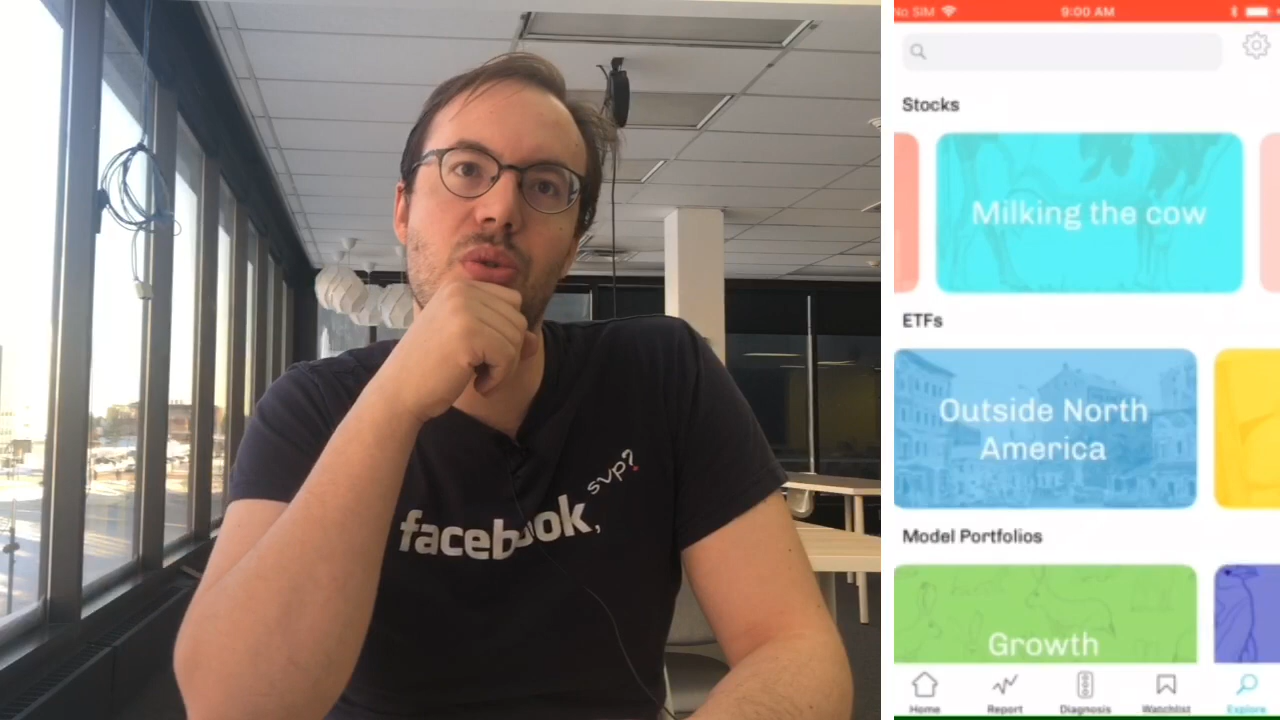 facebook,
svp?
No SIM 9:00 AM
Stocks
Milking the cow
ETFs
Outside North
America
Model Portfolios
Growth
Home Report Diagnosis Watchlist Explore